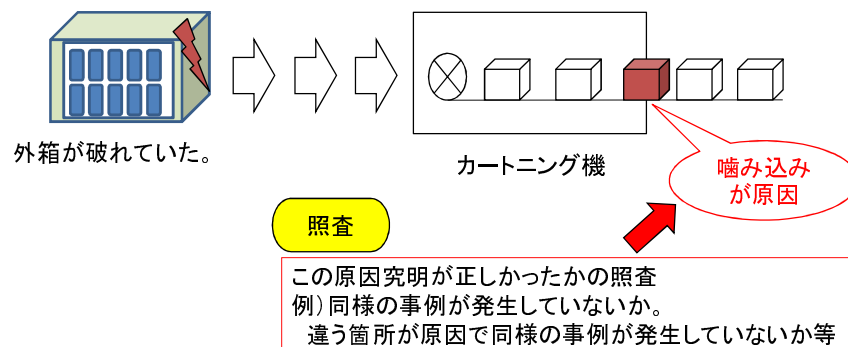 外箱が破れていた。
カートニング機
噛み込み
が原因
照査
この原因究明が正しかったかの照査
例）同様の事例が発生していないか。
違う箇所が原因で同様の事例が発生していないか等